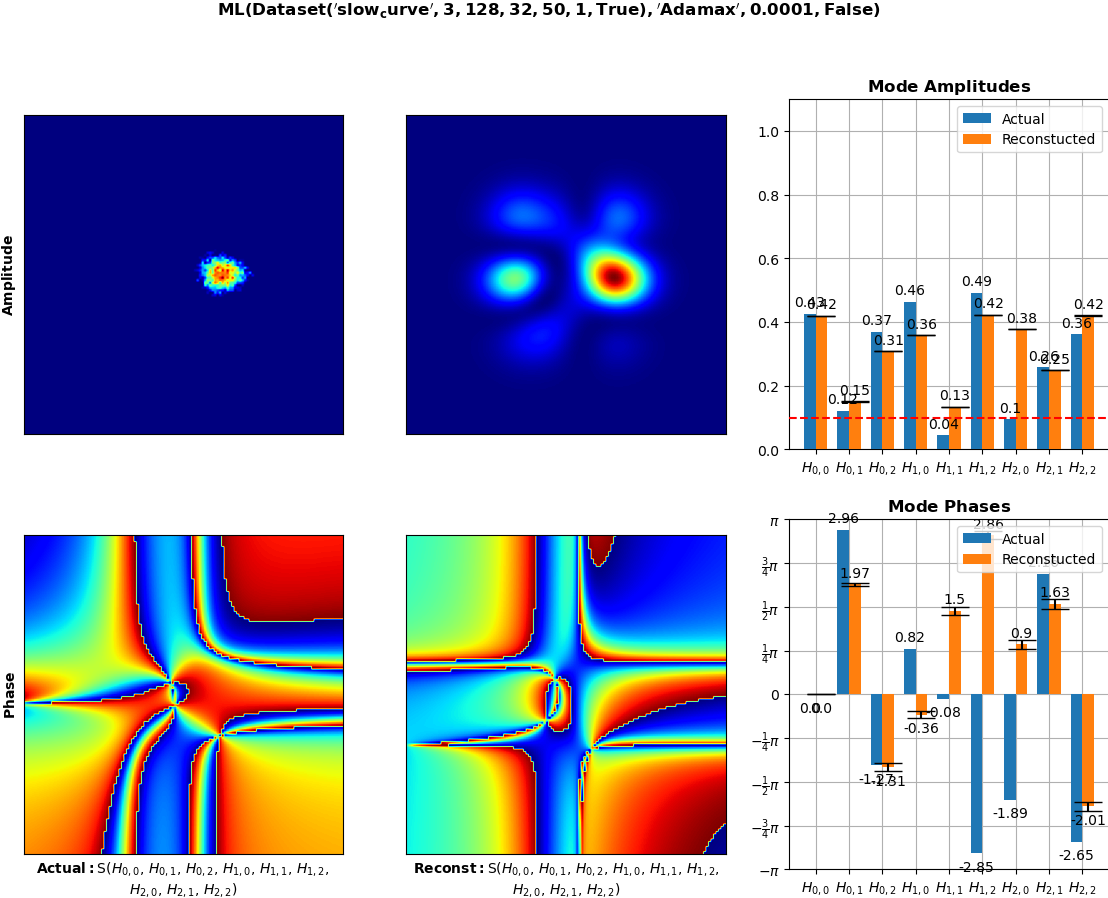 ML(Dataset('slow_curve', 3, 128, 32, 50, 1, True), 'Adamax', 0.0001, False)
Mode Amplitudes
Amplitude
Actual
Reconstucted
1.0
0.8
0.6
0.4
0.2
0.0
0.43
0.42
0.12
0.15
0.37
0.31
0.46
0.36
0.04
0.13
0.49
0.42
0.1
0.38
0.26
0.25
0.36
0.42
H0,0 H0,1 H0,2 H1,0 H1,1 H1,2 H2,0 H2,1 H2,2
Mode Phases
Phase
Actual
Reconstucted
π
3/4π
1/2π
1/4π
0
−1/4π
−1/2π
−3/4π
−π
0.0
0.0
2.96
1.97
-1.27
-1.31
0.82
-0.36
-0.08
1.5
-2.85
2.86
-1.89
0.9
1.63
-2.65
-2.01
H0,0 H0,1 H0,2 H1,0 H1,1 H1,2 H2,0 H2,1 H2,2
Actual: S(H0,0, H0,1, H0,2, H1,0, H1,1, H1,2,
H2,0, H2,1, H2,2)
Reconst: S(H0,0, H0,1, H0,2, H1,0, H1,1, H1,2,
H2,0, H2,1, H2,2)